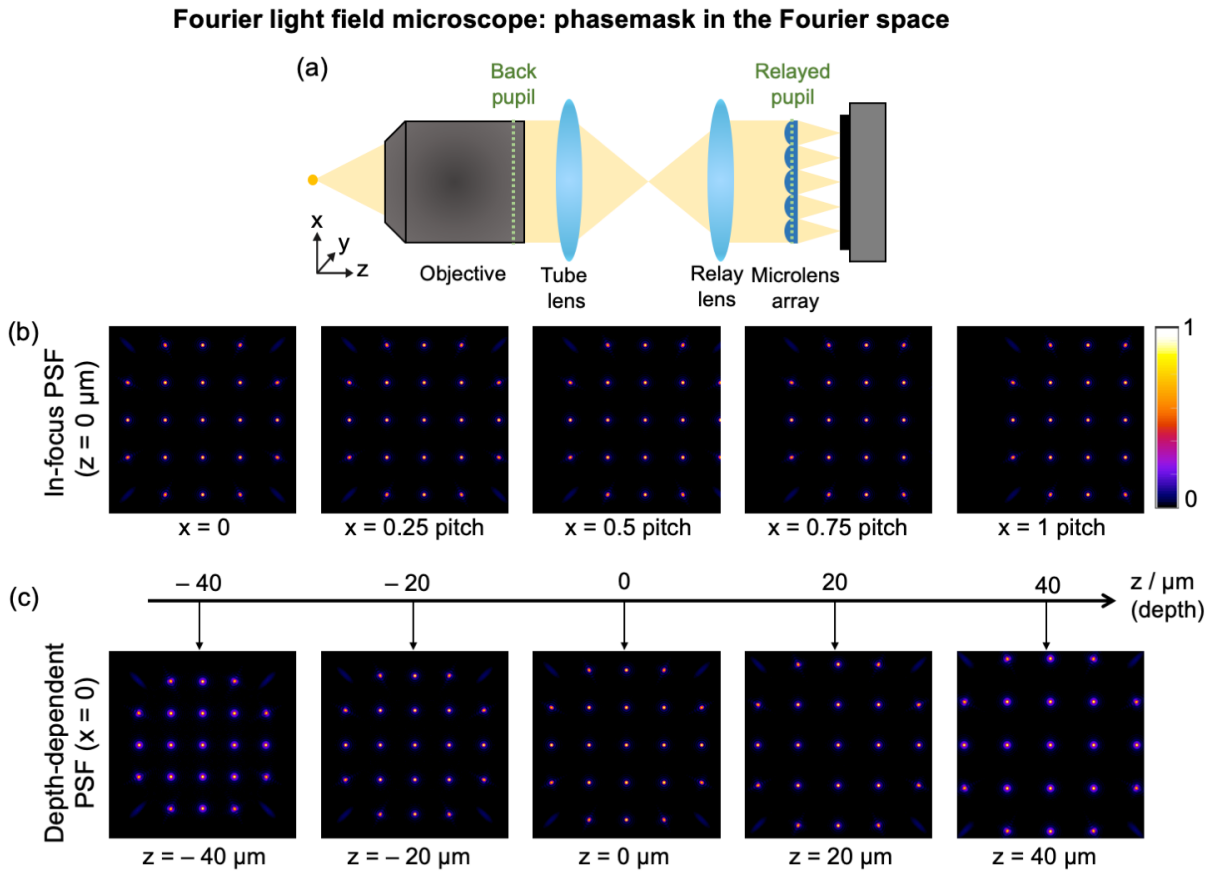 Fourier light field microscope: phasemask in the Fourier space
(a)
Back
pupil
Relayed
pupil
x
y
z
Objective
Tube
lens
Relay
lens
Microlens
array
(b)
In-focus PSF
(z = 0 µm)
1
0
x = 0
x = 0.25 pitch
x = 0.5 pitch
x = 0.75 pitch
x = 1 pitch
(c)
– 40
– 20
0
20
40
z / µm
(depth)
Depth-dependent
PSF (x = 0)
z = – 40 µm
z = – 20 µm
z = 0 µm
z = 20 µm
z = 40 µm